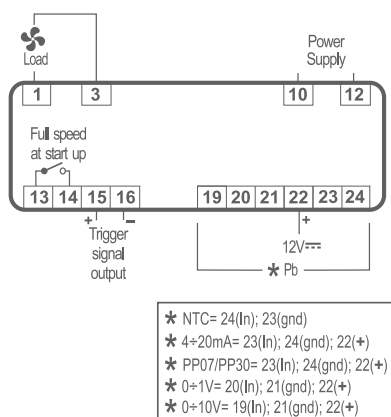 Load
Power
Supply
1 3 10 12
Full speed
at start up
13 14 15 16 19 20 21 22 23 24
+ − +
Trigger
signal
output
12V⎓
✱ Pb
✱ NTC= 24(In); 23(gnd)
✱ 4÷20mA= 23(In); 24(gnd); 22(+)
✱ PP07/PP30= 23(In); 24(gnd); 22(+)
✱ 0÷1V= 20(In); 21(gnd); 22(+)
✱ 0÷10V= 19(In); 21(gnd); 22(+)